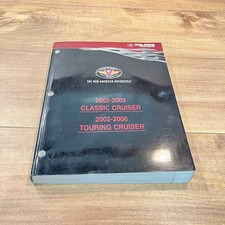 THE NEW AMERICAN MOTORCYCLE
2002-2003
CLASSIC CRUISER
2002-2006
TOURING CRUISER